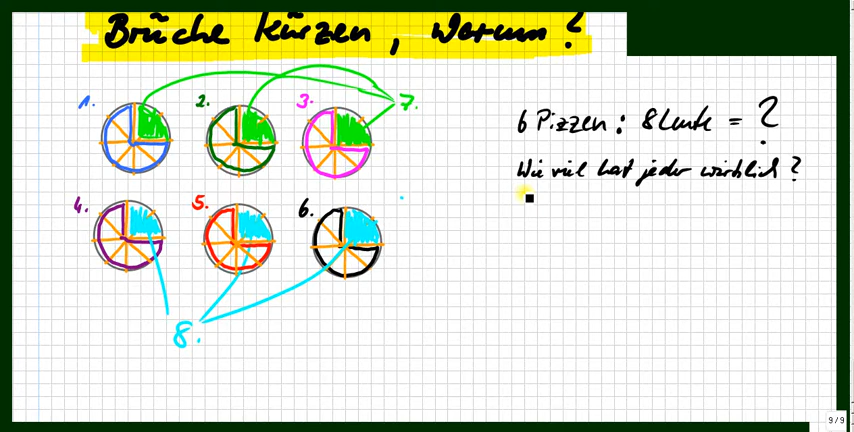 Brüche kürzen, warum?
1. 2. 3. 7.
6 Pizzen : 8 Leute = ?
Wie viel hat jeder wirklich?
4. 5. 6.
8.
9/9